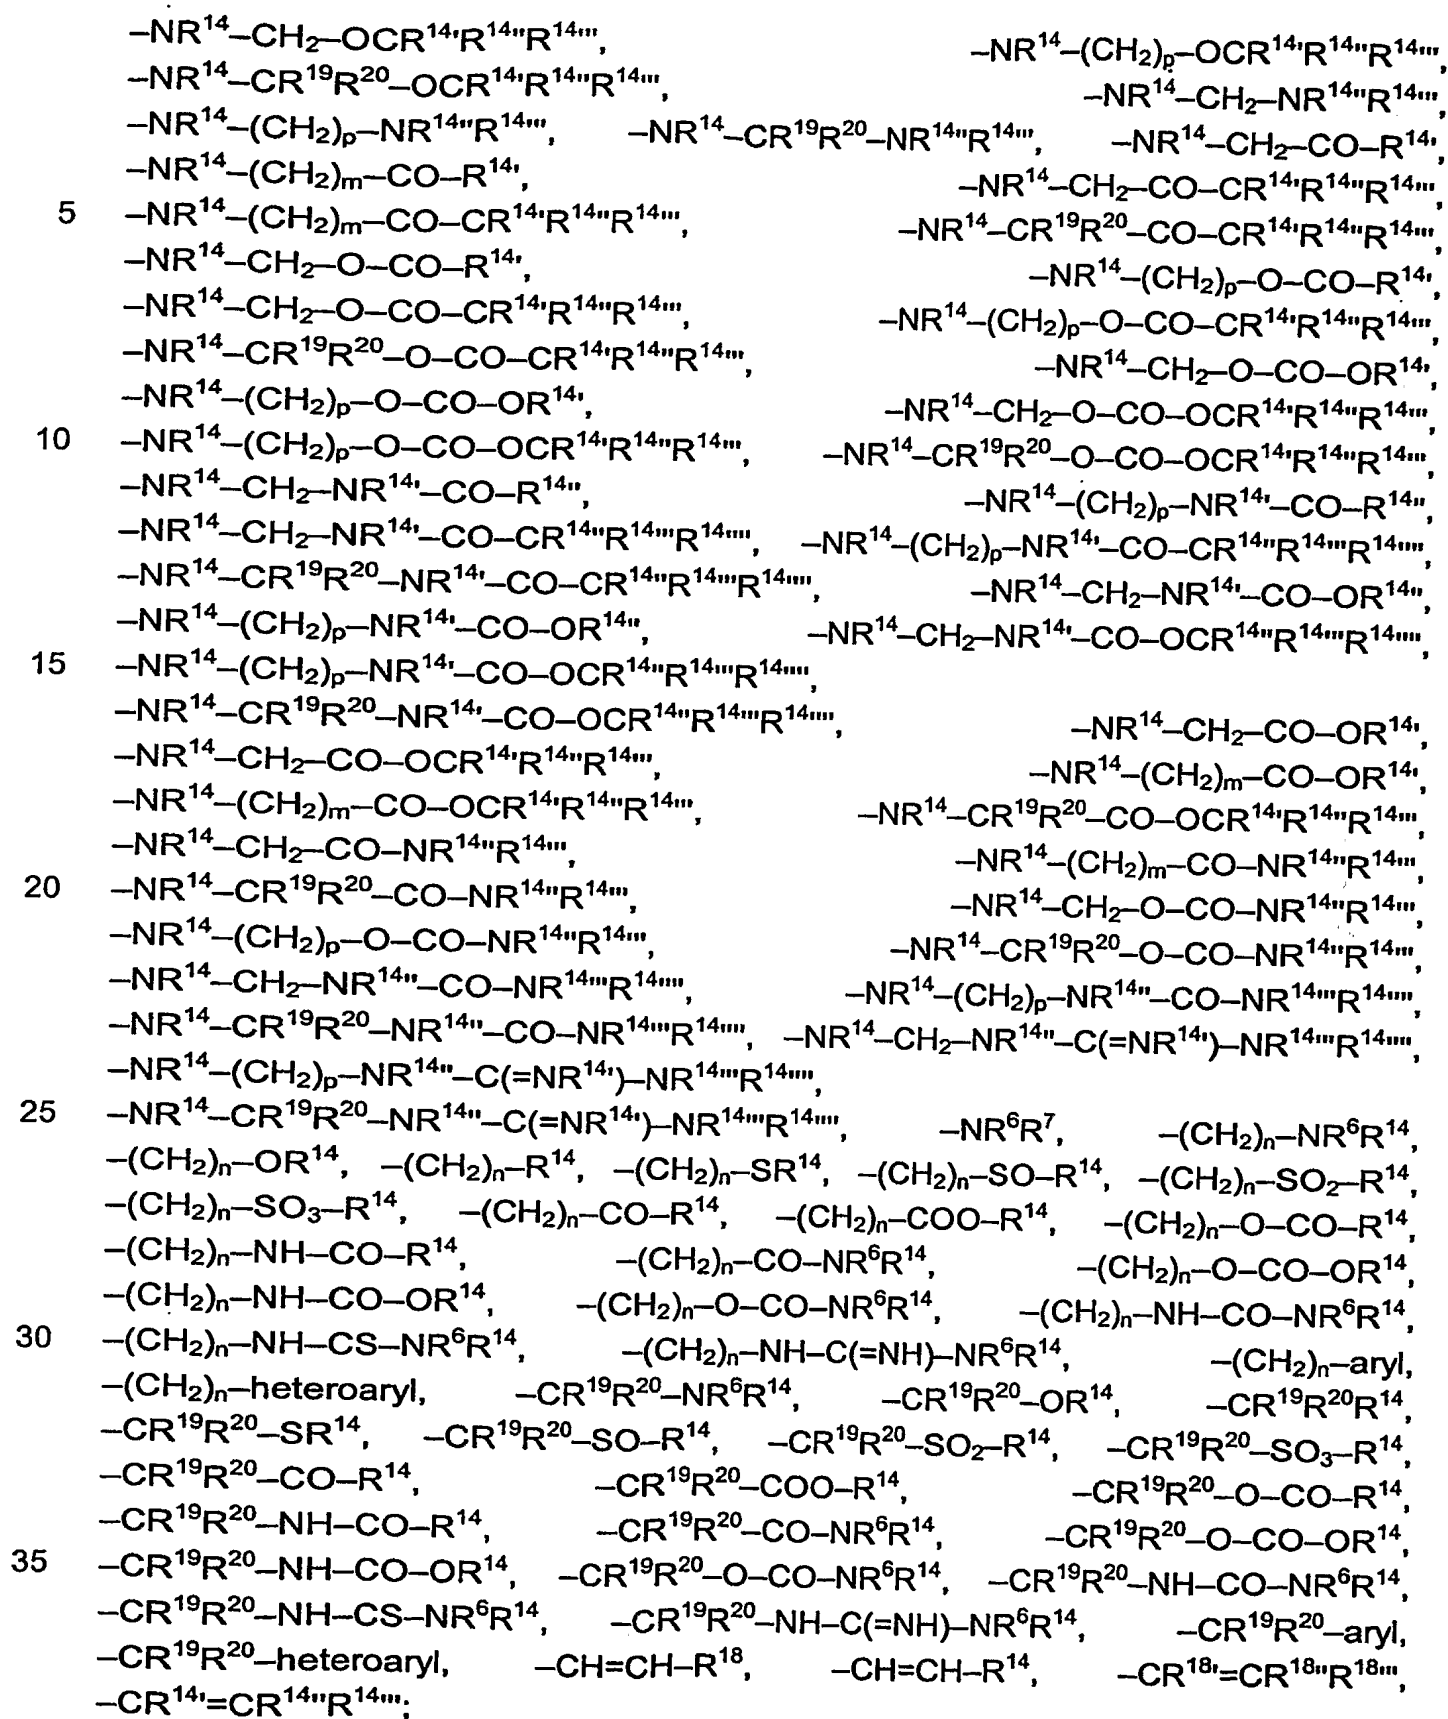 –NR¹⁴–CH₂–OCR¹⁴'R¹⁴''R¹⁴''', –NR¹⁴–(CH₂)ₚ–OCR¹⁴'R¹⁴''R¹⁴''',
–NR¹⁴–CR¹⁹R²⁰–OCR¹⁴'R¹⁴''R¹⁴''', –NR¹⁴–CH₂–NR¹⁴''R¹⁴''',
–NR¹⁴–(CH₂)ₚ–NR¹⁴''R¹⁴''', –NR¹⁴–CR¹⁹R²⁰–NR¹⁴''R¹⁴''', –NR¹⁴–CH₂–CO–R¹⁴',
–NR¹⁴–(CH₂)ₘ–CO–R¹⁴', –NR¹⁴–CH₂–CO–CR¹⁴'R¹⁴''R¹⁴''',
5 –NR¹⁴–(CH₂)ₘ–CO–CR¹⁴'R¹⁴''R¹⁴''', –NR¹⁴–CR¹⁹R²⁰–CO–CR¹⁴'R¹⁴''R¹⁴''',
–NR¹⁴–CH₂–O–CO–R¹⁴', –NR¹⁴–(CH₂)ₚ–O–CO–R¹⁴',
–NR¹⁴–CH₂–O–CO–CR¹⁴'R¹⁴''R¹⁴''', –NR¹⁴–(CH₂)ₚ–O–CO–CR¹⁴'R¹⁴''R¹⁴''',
–NR¹⁴–CR¹⁹R²⁰–O–CO–CR¹⁴'R¹⁴''R¹⁴''', –NR¹⁴–CH₂–O–CO–OR¹⁴',
–NR¹⁴–(CH₂)ₚ–O–CO–OR¹⁴', –NR¹⁴–CH₂–O–CO–OCR¹⁴'R¹⁴''R¹⁴''',
10 –NR¹⁴–(CH₂)ₚ–O–CO–OCR¹⁴'R¹⁴''R¹⁴''', –NR¹⁴–CR¹⁹R²⁰–O–CO–OCR¹⁴'R¹⁴''R¹⁴''',
–NR¹⁴–CH₂–NR¹⁴'–CO–R¹⁴'', –NR¹⁴–(CH₂)ₚ–NR¹⁴'–CO–R¹⁴'',
–NR¹⁴–CH₂–NR¹⁴'–CO–CR¹⁴''R¹⁴'''R¹⁴'''', –NR¹⁴–(CH₂)ₚ–NR¹⁴'–CO–CR¹⁴''R¹⁴'''R¹⁴'''',
–NR¹⁴–CR¹⁹R²⁰–NR¹⁴'–CO–CR¹⁴''R¹⁴'''R¹⁴'''', –NR¹⁴–CH₂–NR¹⁴'–CO–OR¹⁴'',
–NR¹⁴–(CH₂)ₚ–NR¹⁴'–CO–OR¹⁴'', –NR¹⁴–CH₂–NR¹⁴'–CO–OCR¹⁴''R¹⁴'''R¹⁴'''',
15 –NR¹⁴–(CH₂)ₚ–NR¹⁴'–CO–OCR¹⁴''R¹⁴'''R¹⁴'''',
–NR¹⁴–CR¹⁹R²⁰–NR¹⁴'–CO–OCR¹⁴''R¹⁴'''R¹⁴'''', –NR¹⁴–CH₂–CO–OR¹⁴',
–NR¹⁴–CH₂–CO–OCR¹⁴'R¹⁴''R¹⁴''', –NR¹⁴–(CH₂)ₘ–CO–OR¹⁴',
–NR¹⁴–(CH₂)ₘ–CO–OCR¹⁴'R¹⁴''R¹⁴''', –NR¹⁴–CR¹⁹R²⁰–CO–OCR¹⁴'R¹⁴''R¹⁴''',
–NR¹⁴–CH₂–CO–NR¹⁴''R¹⁴''', –NR¹⁴–(CH₂)ₘ–CO–NR¹⁴''R¹⁴''',
20 –NR¹⁴–CR¹⁹R²⁰–CO–NR¹⁴''R¹⁴''', –NR¹⁴–CH₂–O–CO–NR¹⁴''R¹⁴''',
–NR¹⁴–(CH₂)ₚ–O–CO–NR¹⁴''R¹⁴''', –NR¹⁴–CR¹⁹R²⁰–O–CO–NR¹⁴''R¹⁴''',
–NR¹⁴–CH₂–NR¹⁴''–CO–NR¹⁴'''R¹⁴'''', –NR¹⁴–(CH₂)ₚ–NR¹⁴''–CO–NR¹⁴'''R¹⁴'''',
–NR¹⁴–CR¹⁹R²⁰–NR¹⁴''–CO–NR¹⁴'''R¹⁴'''', –NR¹⁴–CH₂–NR¹⁴''–C(=NR¹⁴')–NR¹⁴'''R¹⁴'''',
–NR¹⁴–(CH₂)ₚ–NR¹⁴''–C(=NR¹⁴')–NR¹⁴'''R¹⁴'''',
25 –NR¹⁴–CR¹⁹R²⁰–NR¹⁴''–C(=NR¹⁴')–NR¹⁴'''R¹⁴'''', –NR⁶R⁷, –(CH₂)ₙ–NR⁶R¹⁴,
–(CH₂)ₙ–OR¹⁴, –(CH₂)ₙ–R¹⁴, –(CH₂)ₙ–SR¹⁴, –(CH₂)ₙ–SO–R¹⁴, –(CH₂)ₙ–SO₂–R¹⁴,
–(CH₂)ₙ–SO₃–R¹⁴, –(CH₂)ₙ–CO–R¹⁴, –(CH₂)ₙ–COO–R¹⁴, –(CH₂)ₙ–O–CO–R¹⁴,
–(CH₂)ₙ–NH–CO–R¹⁴, –(CH₂)ₙ–CO–NR⁶R¹⁴, –(CH₂)ₙ–O–CO–OR¹⁴,
–(CH₂)ₙ–NH–CO–OR¹⁴, –(CH₂)ₙ–O–CO–NR⁶R¹⁴, –(CH₂)ₙ–NH–CO–NR⁶R¹⁴,
30 –(CH₂)ₙ–NH–CS–NR⁶R¹⁴, –(CH₂)ₙ–NH–C(=NH)–NR⁶R¹⁴, –(CH₂)ₙ–aryl,
–(CH₂)ₙ–heteroaryl, –CR¹⁹R²⁰–NR⁶R¹⁴, –CR¹⁹R²⁰–OR¹⁴, –CR¹⁹R²⁰R¹⁴,
–CR¹⁹R²⁰–SR¹⁴, –CR¹⁹R²⁰–SO–R¹⁴, –CR¹⁹R²⁰–SO₂–R¹⁴, –CR¹⁹R²⁰–SO₃–R¹⁴,
–CR¹⁹R²⁰–CO–R¹⁴, –CR¹⁹R²⁰–COO–R¹⁴, –CR¹⁹R²⁰–O–CO–R¹⁴,
–CR¹⁹R²⁰–NH–CO–R¹⁴, –CR¹⁹R²⁰–CO–NR⁶R¹⁴, –CR¹⁹R²⁰–O–CO–OR¹⁴,
35 –CR¹⁹R²⁰–NH–CO–OR¹⁴, –CR¹⁹R²⁰–O–CO–NR⁶R¹⁴, –CR¹⁹R²⁰–NH–CO–NR⁶R¹⁴,
–CR¹⁹R²⁰–NH–CS–NR⁶R¹⁴, –CR¹⁹R²⁰–NH–C(=NH)–NR⁶R¹⁴, –CR¹⁹R²⁰–aryl,
–CR¹⁹R²⁰–heteroaryl, –CH=CH–R¹⁸, –CH=CH–R¹⁴, –CR¹⁸'=CR¹⁸''R¹⁸''',
–CR¹⁴'=CR¹⁴''R¹⁴''';